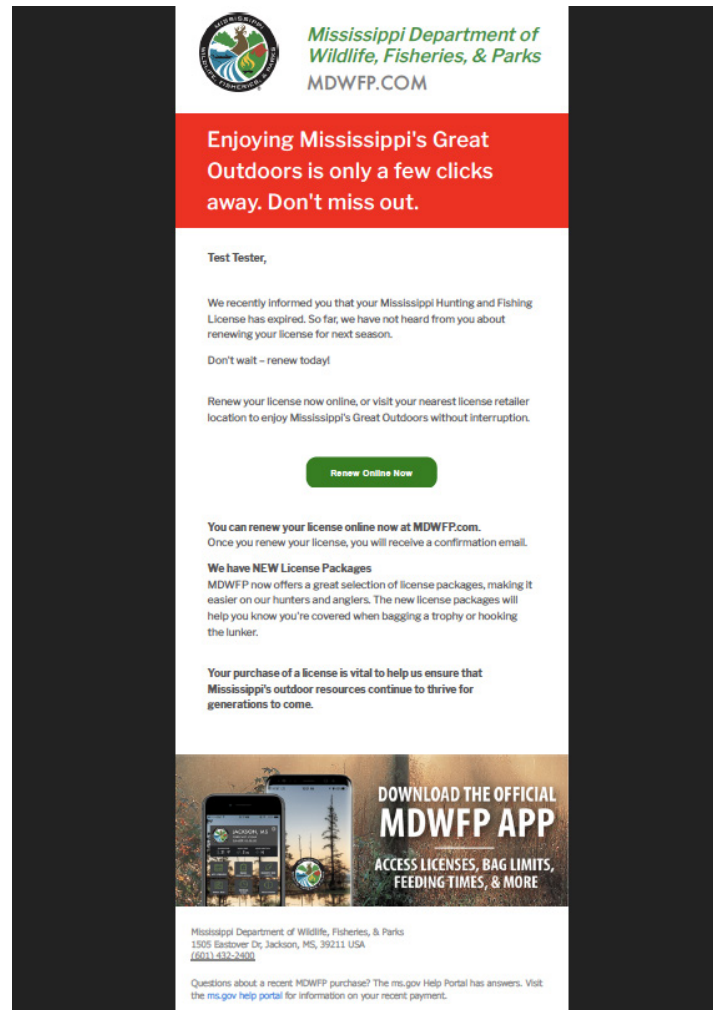 MISSISSIPPI
WILDLIFE, FISHERIES, & PARKS
Mississippi Department of
Wildlife, Fisheries, & Parks
MDWFP.COM
Enjoying Mississippi's Great
Outdoors is only a few clicks
away. Don't miss out.
Test Tester,
We recently informed you that your Mississippi Hunting and Fishing
License has expired. So far, we have not heard from you about
renewing your license for next season.
Don't wait – renew today!
Renew your license now online, or visit your nearest license retailer
location to enjoy Mississippi's Great Outdoors without interruption.
Renew Online Now
You can renew your license online now at MDWFP.com.
Once you renew your license, you will receive a confirmation email.
We have NEW License Packages
MDWFP now offers a great selection of license packages, making it
easier on our hunters and anglers. The new license packages will
help you know you're covered when bagging a trophy or hooking
the lunker.
Your purchase of a license is vital to help us ensure that
Mississippi's outdoor resources continue to thrive for
generations to come.
JACKSON, MS
DOWNLOAD THE OFFICIAL
MDWFP APP
ACCESS LICENSES, BAG LIMITS,
FEEDING TIMES, & MORE
Mississippi Department of Wildlife, Fisheries, & Parks
1505 Eastover Dr, Jackson, MS, 39211 USA
(601) 432-2400
Questions about a recent MDWFP purchase? The ms.gov Help Portal has answers. Visit
the ms.gov help portal for information on your recent payment.